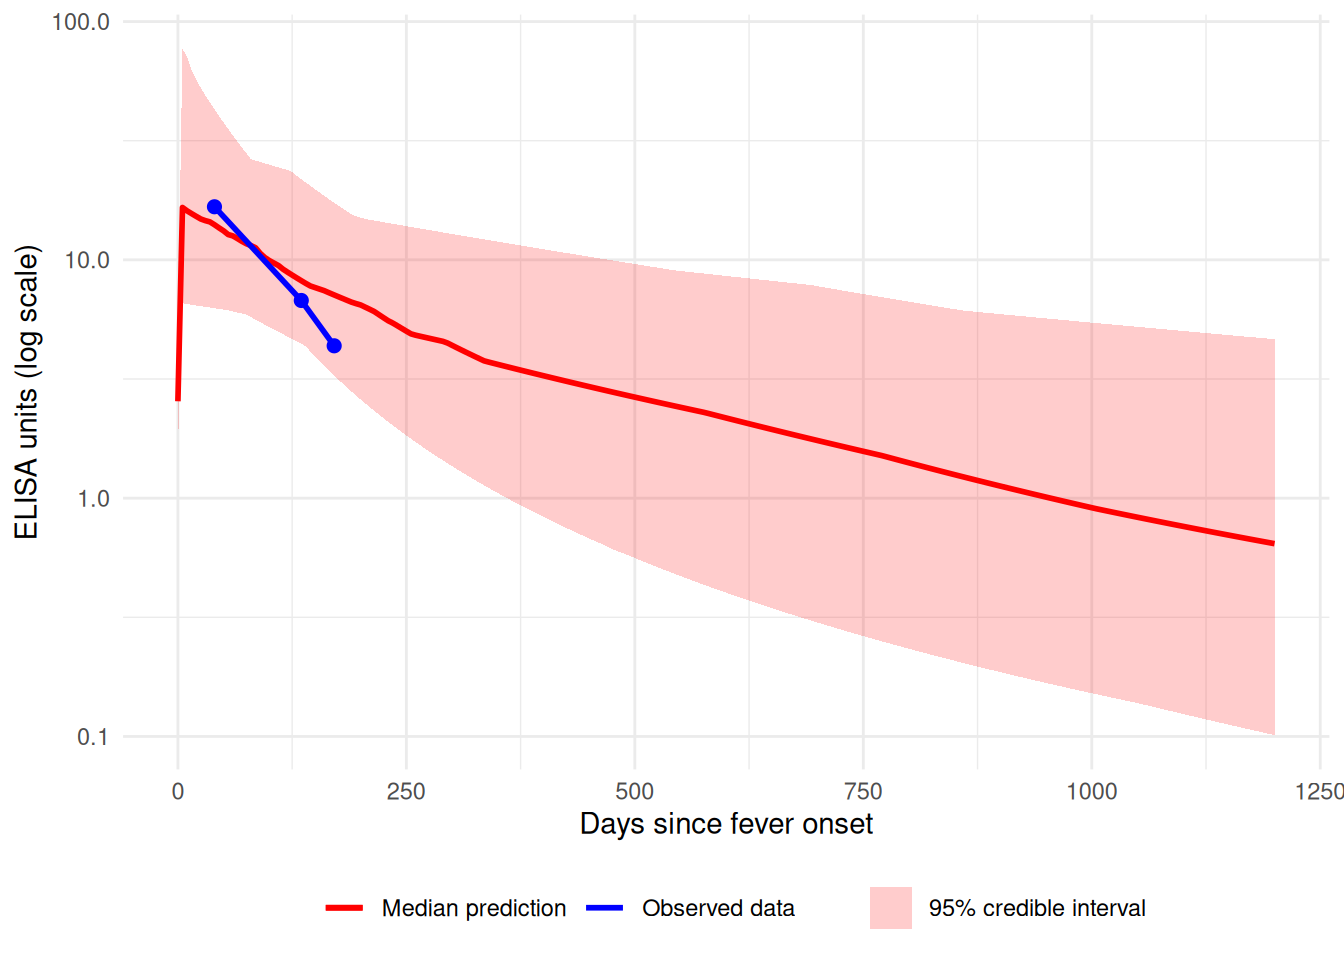 ELISA units (log scale)
100.0
10.0
1.0
0.1
0 250 500 750 1000 1250
Days since fever onset
Median prediction Observed data 95% credible interval